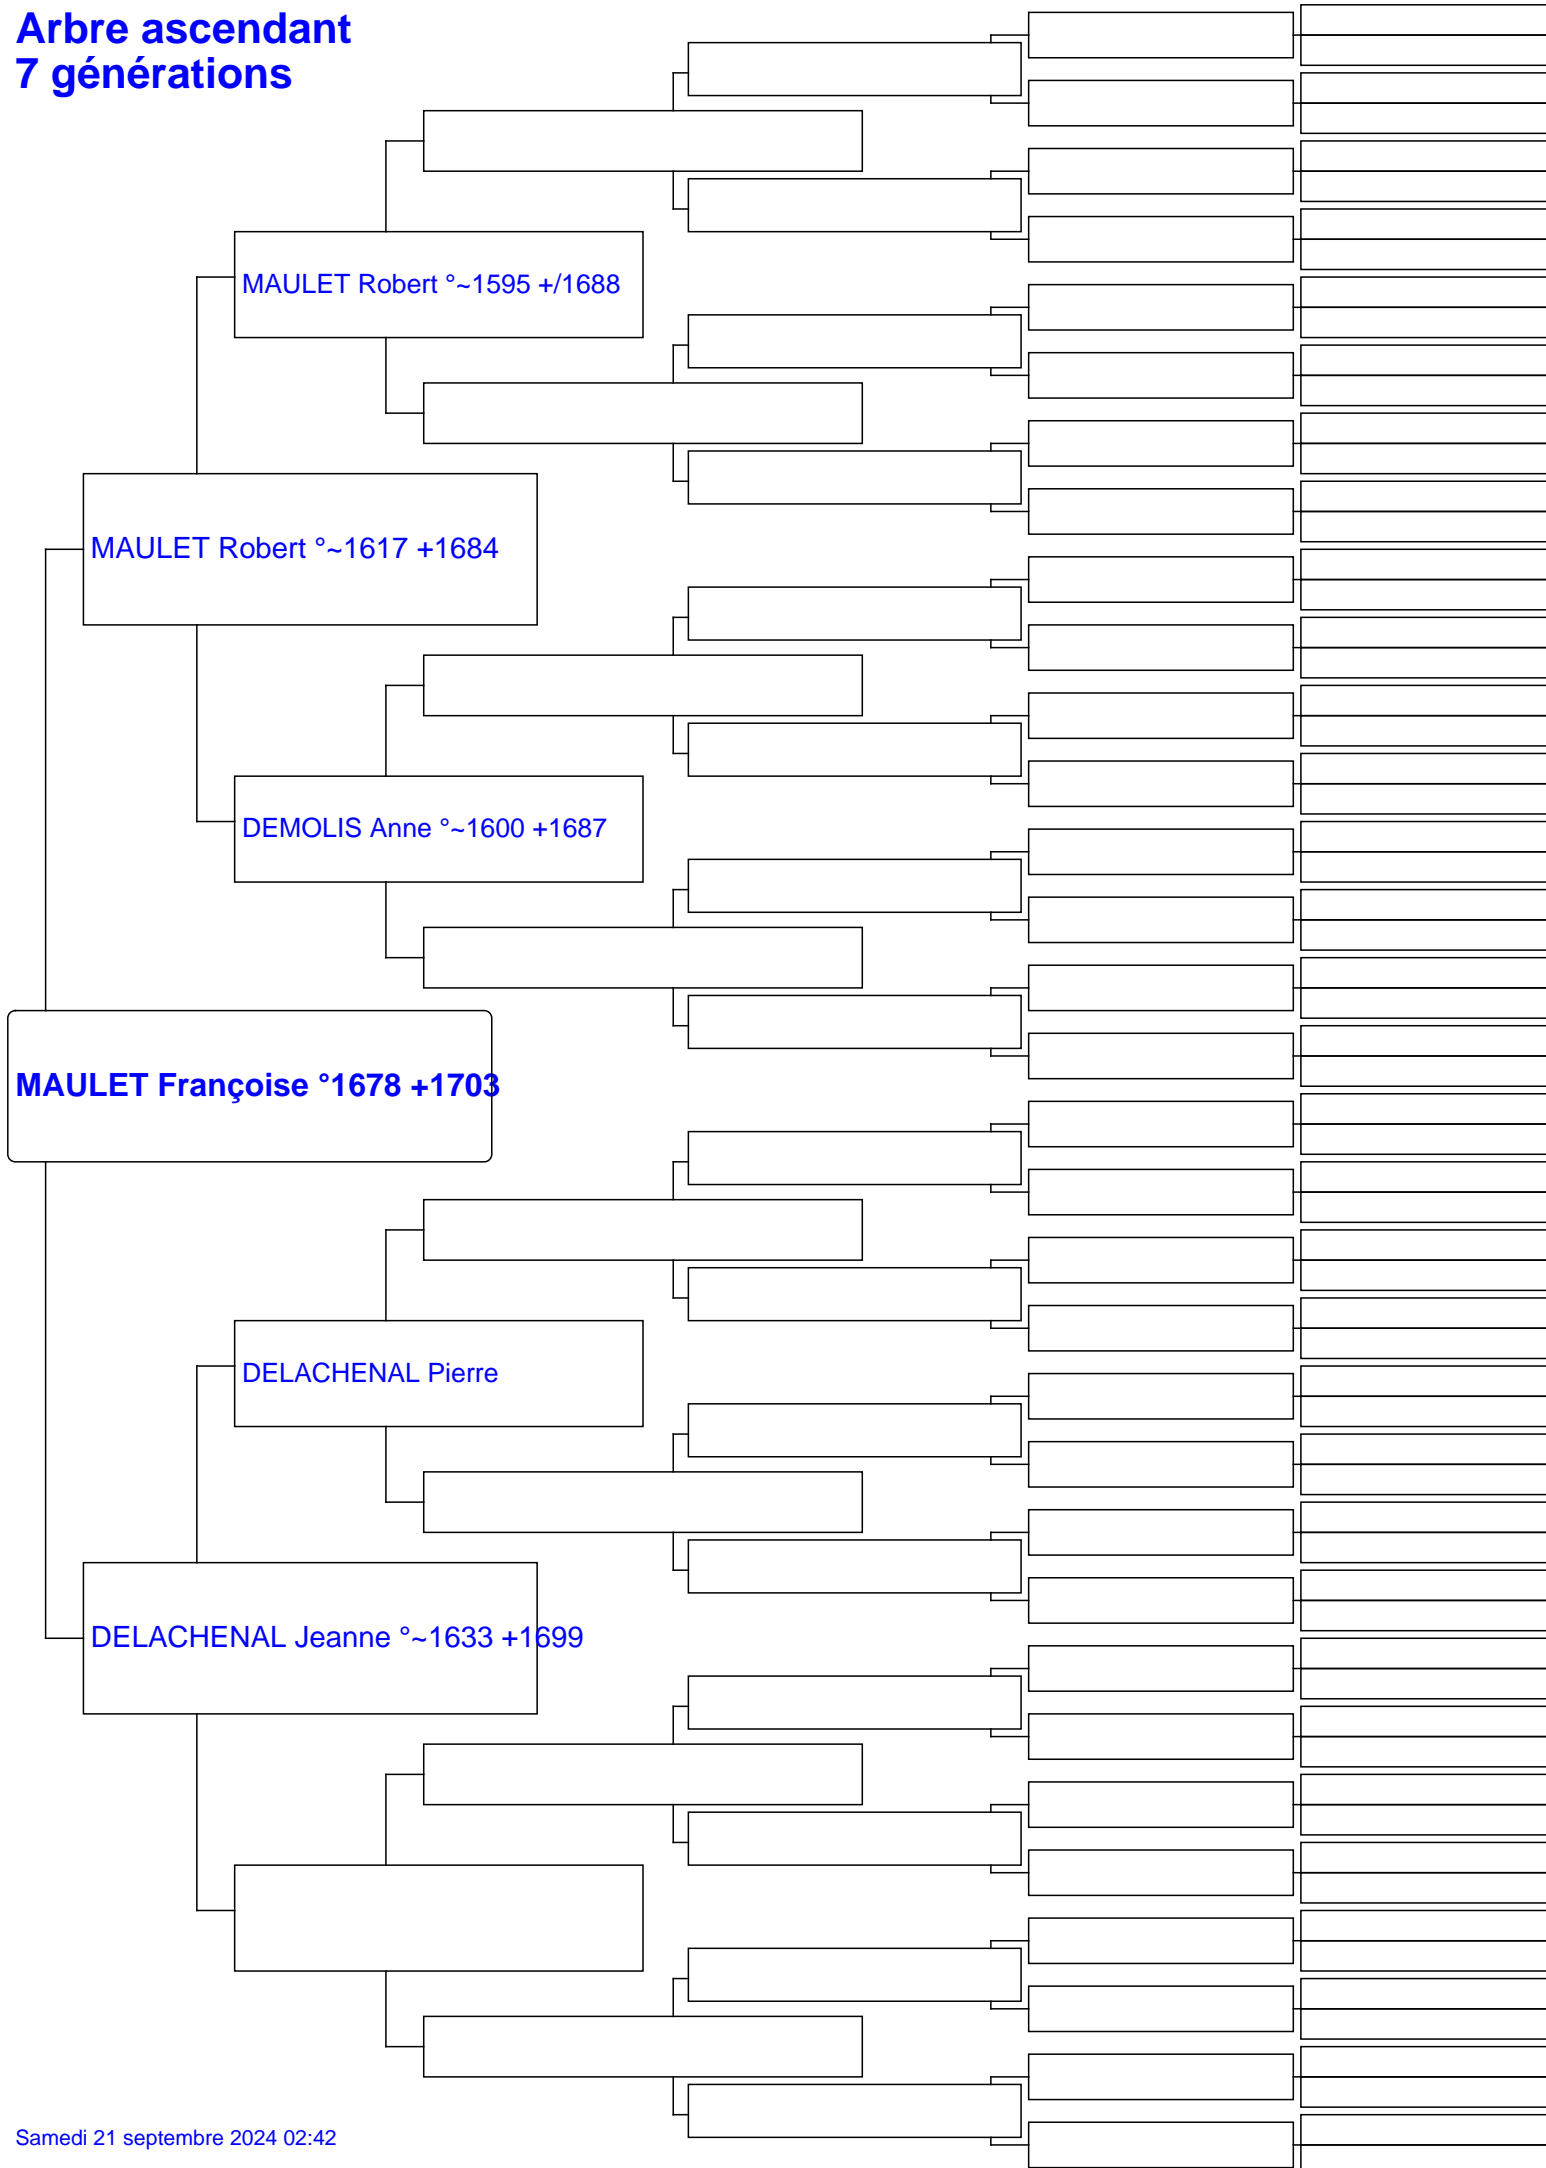 Arbre ascendant
7 générations
MAULET Robert °~1595 +/1688
MAULET Robert °~1617 +1684
DEMOLIS Anne °~1600 +1687
MAULET Françoise °1678 +1703
DELACHENAL Pierre
DELACHENAL Jeanne °~1633 +1699
Samedi 21 septembre 2024 02:42